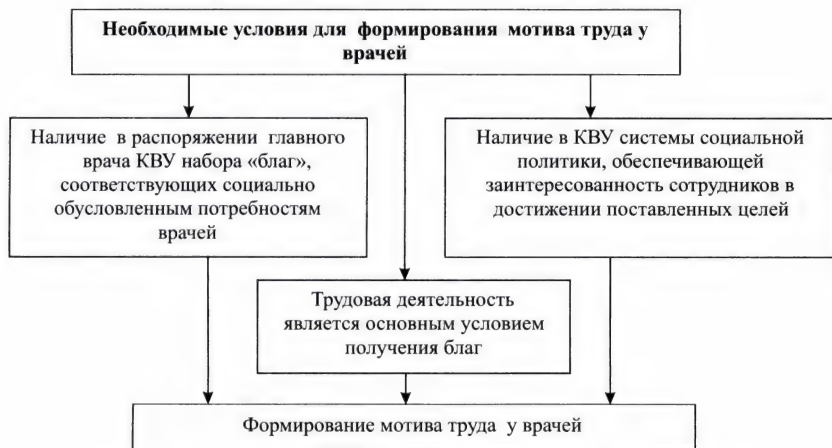 Необходимые условия для формирования мотива труда у
врачей
Наличие в распоряжении главного
врача КВУ набора «благ»,
соответствующих социально
обусловленным потребностям
врачей
Наличие в КВУ системы социальной
политики, обеспечивающей
заинтересованность сотрудников в
достижении поставленных целей
Трудовая деятельность
является основным условием
получения благ
Формирование мотива труда у врачей